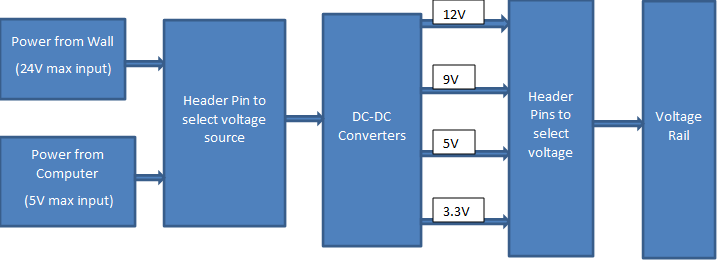 Power from Wall
(24V max input)
Power from
Computer
(5V max input)
Header Pin to
select voltage
source
DC-DC
Converters
12V
9V
5V
3.3V
Header
Pins to
select
voltage
Voltage
Rail